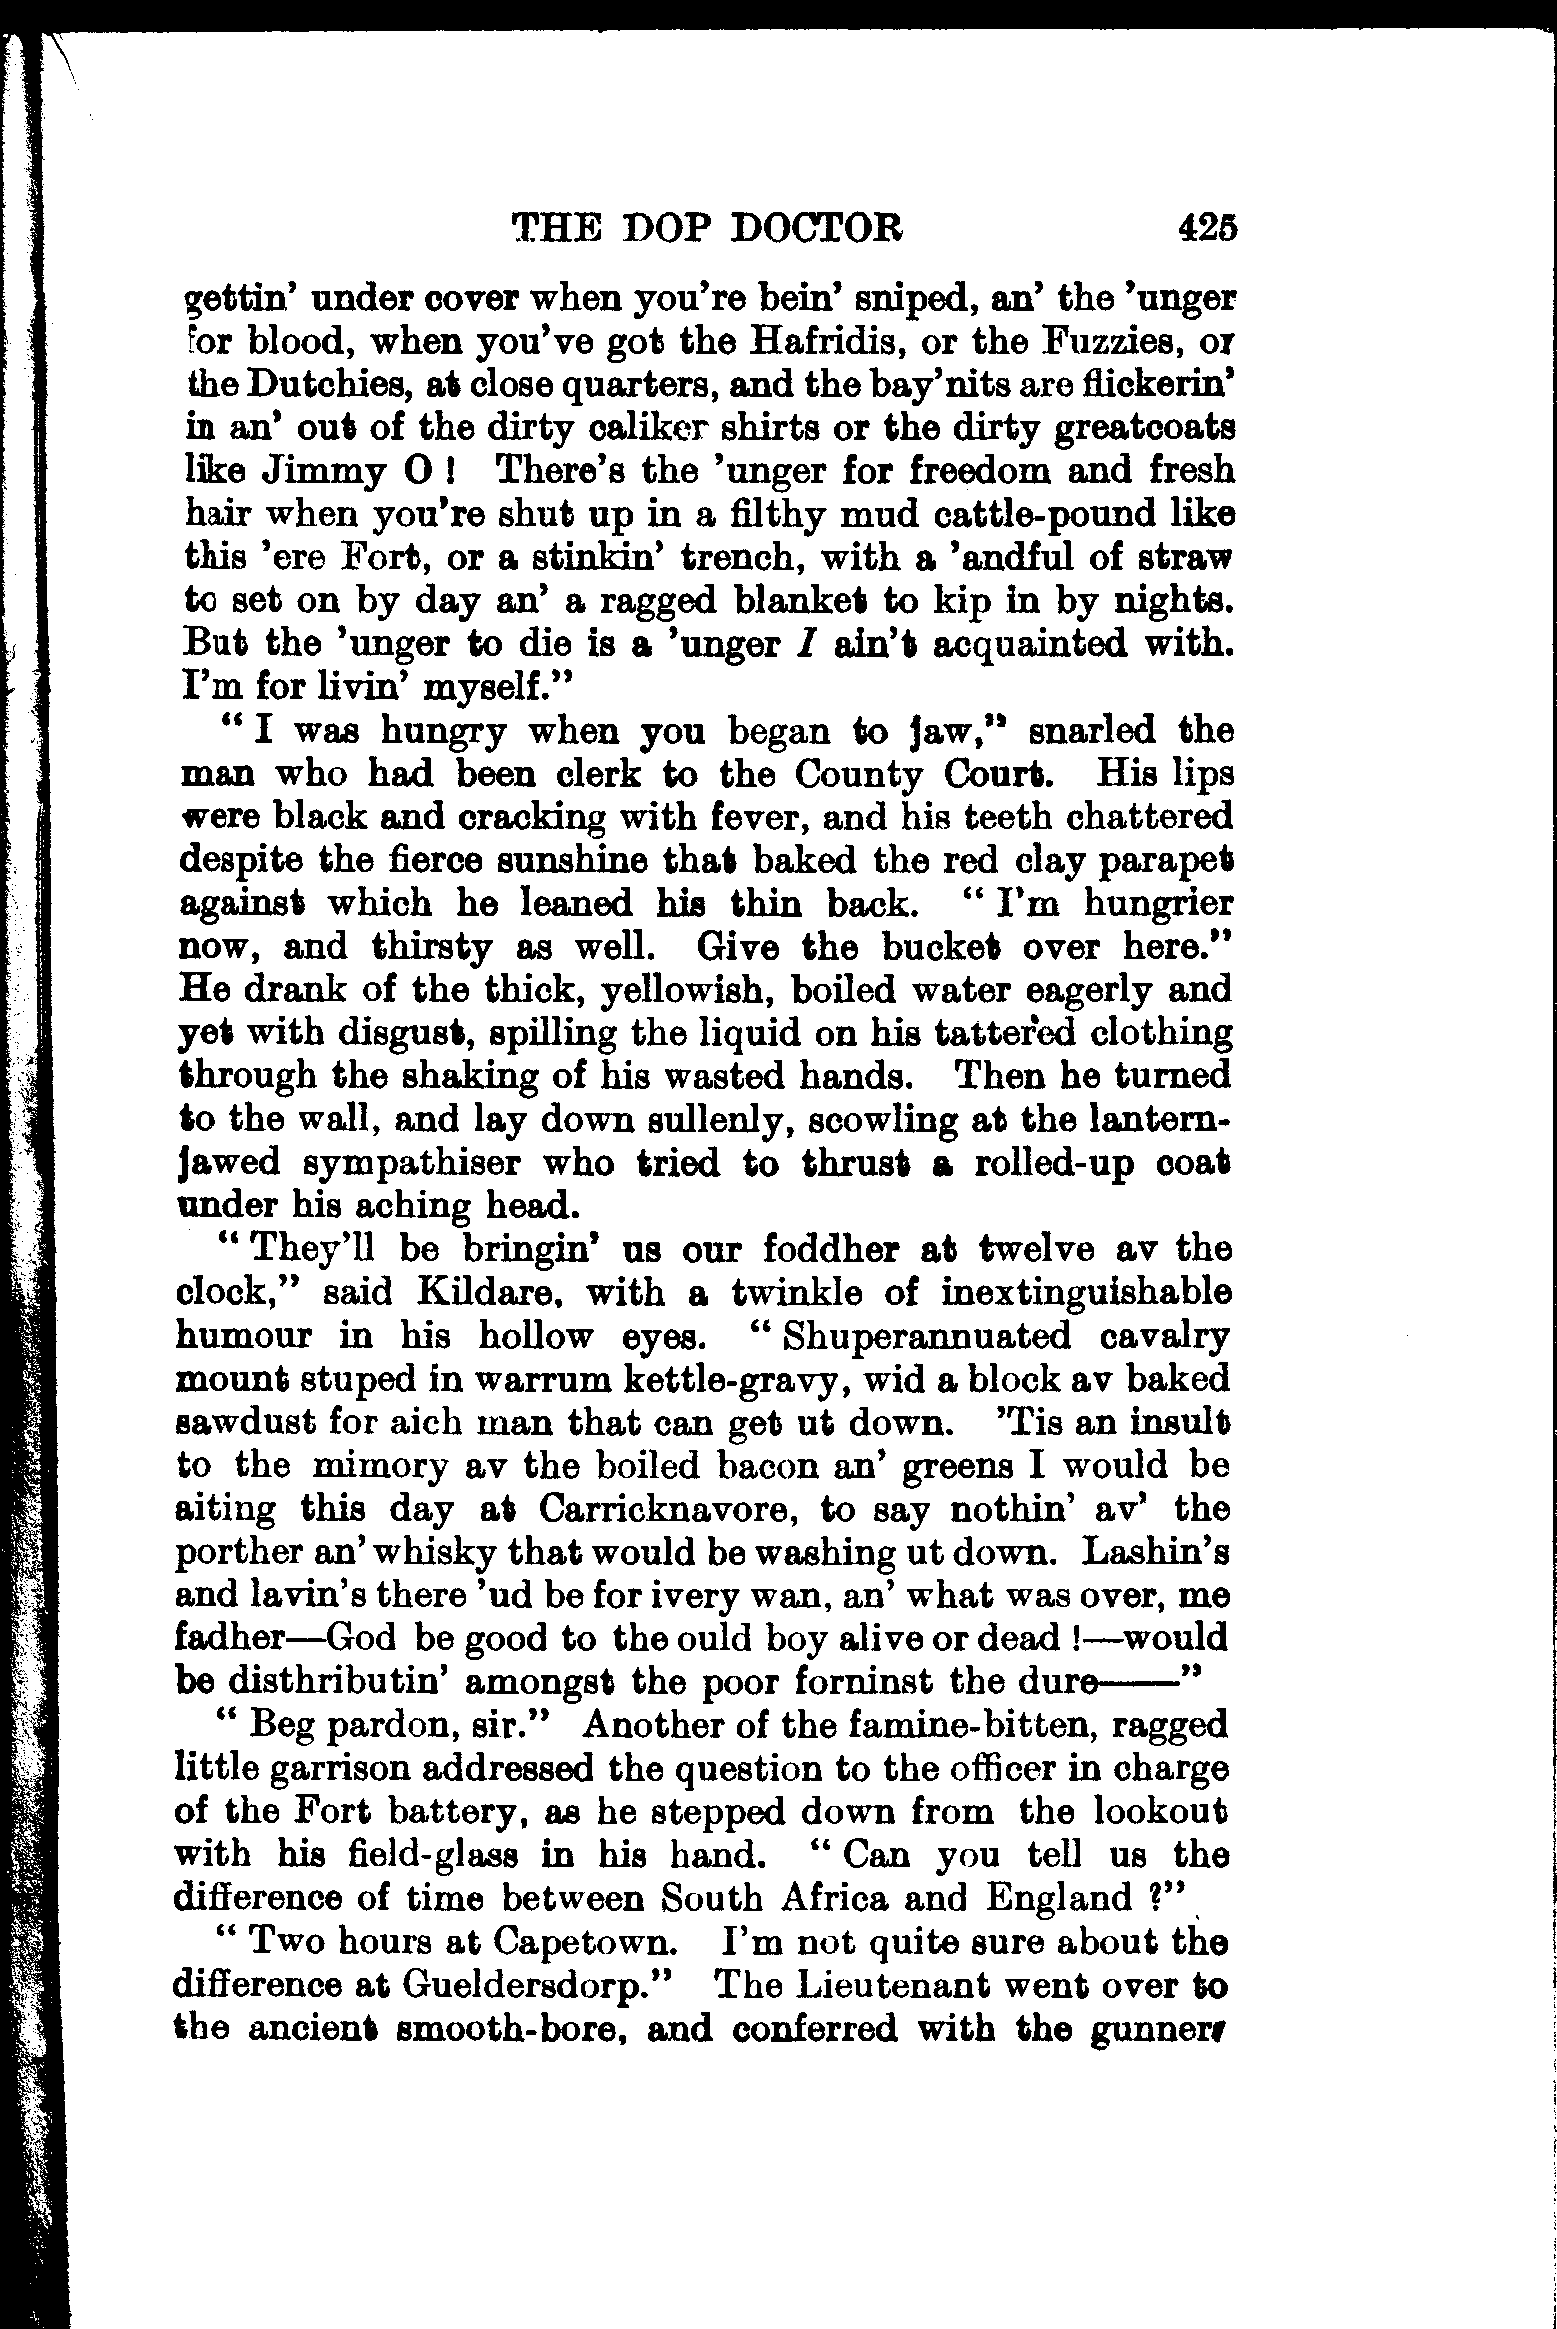 THE DOP DOCTOR 425
gettin' under cover when you're bein' sniped, an' the 'unger
for blood, when you've got the Hafridis, or the Fuzzies, or
the Dutchies, at close quarters, and the bay'nits are flickerin'
in an' out of the dirty caliker shirts or the dirty greatcoats
like Jimmy O ! There's the 'unger for freedom and fresh
hair when you're shut up in a filthy mud cattle-pound like
this 'ere Fort, or a stinkin' trench, with a 'andful of straw
to set on by day an' a ragged blanket to kip in by nights.
But the 'unger to die is a 'unger I ain't acquainted with.
I'm for livin' myself."
" I was hungry when you began to jaw," snarled the
man who had been clerk to the County Court. His lips
were black and cracking with fever, and his teeth chattered
despite the fierce sunshine that baked the red clay parapet
against which he leaned his thin back. " I'm hungrier
now, and thirsty as well. Give the bucket over here."
He drank of the thick, yellowish, boiled water eagerly and
yet with disgust, spilling the liquid on his tattered clothing
through the shaking of his wasted hands. Then he turned
to the wall, and lay down sullenly, scowling at the lantern-
jawed sympathiser who tried to thrust a rolled-up coat
under his aching head.
" They'll be bringin' us our foddher at twelve av the
clock," said Kildare, with a twinkle of inextinguishable
humour in his hollow eyes. " Shuperannuated cavalry
mount stuped in warrum kettle-gravy, wid a block av baked
sawdust for aich man that can get ut down. 'Tis an insult
to the mimory av the boiled bacon an' greens I would be
aiting this day at Carricknavore, to say nothin' av' the
porther an' whisky that would be washing ut down. Lashin's
and lavin's there 'ud be for ivery wan, an' what was over, me
fadher—God be good to the ould boy alive or dead !—would
be disthributin' amongst the poor forninst the dure——"
" Beg pardon, sir." Another of the famine-bitten, ragged
little garrison addressed the question to the officer in charge
of the Fort battery, as he stepped down from the lookout
with his field-glass in his hand. " Can you tell us the
difference of time between South Africa and England ?"
" Two hours at Capetown. I'm not quite sure about the
difference at Gueldersdorp." The Lieutenant went over to
the ancient smooth-bore, and conferred with the gunners